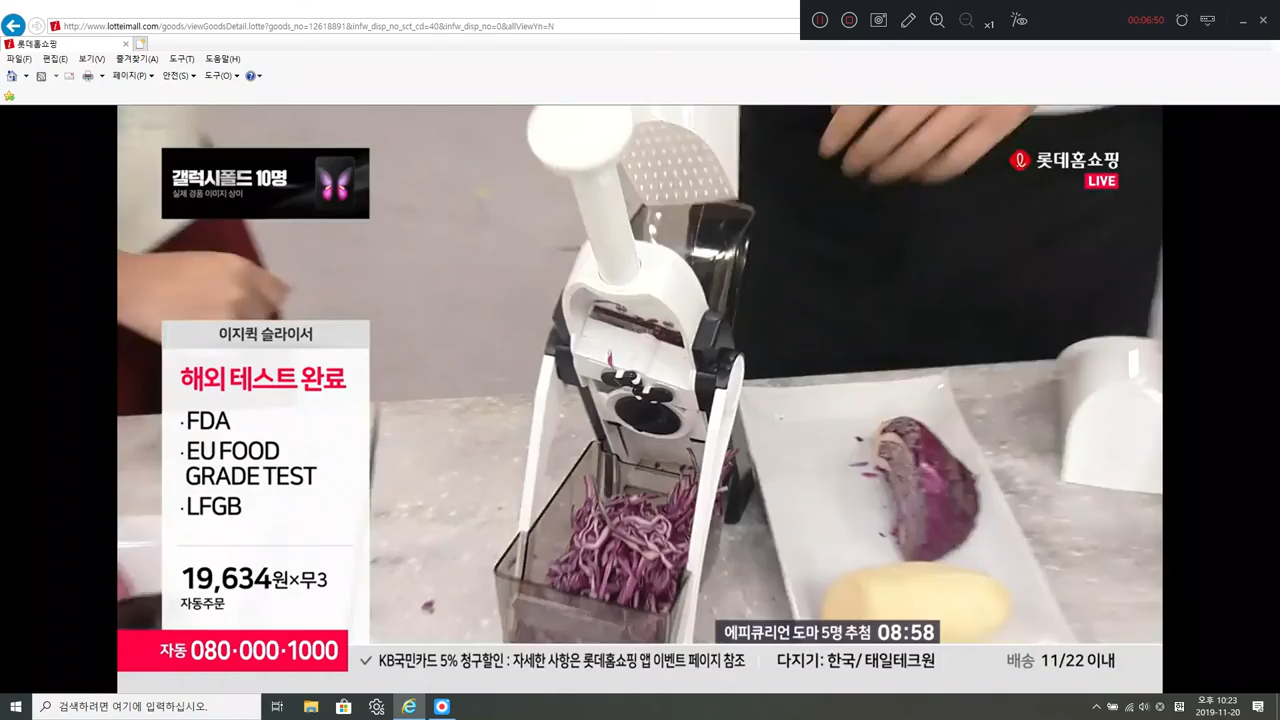 http://www.lotteimall.com/goods/viewGoodsDetail.lotte?goods_no=12618891&infw_disp_no_sct_cd=40&infw_disp_no=0&allViewYn=N
x1
00:06:50
롯데홈쇼핑
파일(F) 편집(E) 보기(V) 즐겨찾기(A) 도구(T) 도움말(H)
페이지(P) 안전(S) 도구(O)
갤럭시폴드 10명
실제 경품 이미지 상이
롯데홈쇼핑
LIVE
이지퀵 슬라이서
해외 테스트 완료
·FDA
·EU FOOD
GRADE TEST
·LFGB
19,634원×무3
자동주문
자동 080·000·1000
에피큐리언 도마 5명 추첨 08:58
KB국민카드 5% 청구할인 : 자세한 사항은 롯데홈쇼핑 앱 이벤트 페이지 참조
다지기: 한국/ 태일테크원
배송 11/22 이내
검색하려면 여기에 입력하십시오.
오후 10:23
2019-11-20